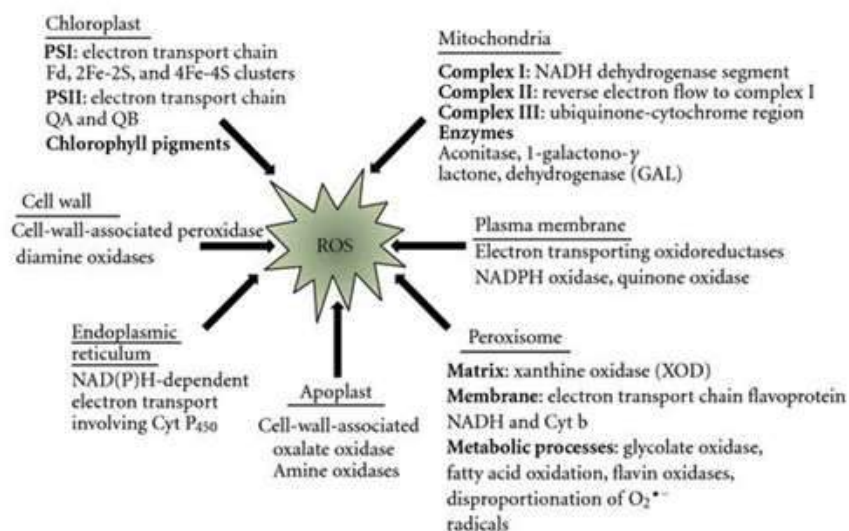 Chloroplast
PSI: electron transport chain
Fd, 2Fe-2S, and 4Fe-4S clusters
PSII: electron transport chain
QA and QB
Chlorophyll pigments
Mitochondria
Complex I: NADH dehydrogenase segment
Complex II: reverse electron flow to complex I
Complex III: ubiquinone-cytochrome region
Enzymes
Aconitase, 1-galactono-γ
lactone, dehydrogenase (GAL)
Cell wall
Cell-wall-associated peroxidase
diamine oxidases
ROS
Plasma membrane
Electron transporting oxidoreductases
NADPH oxidase, quinone oxidase
Endoplasmic
reticulum
NAD(P)H-dependent
electron transport
involving Cyt P₄₅₀
Apoplast
Cell-wall-associated
oxalate oxidase
Amine oxidases
Peroxisome
Matrix: xanthine oxidase (XOD)
Membrane: electron transport chain flavoprotein
NADH and Cyt b
Metabolic processes: glycolate oxidase,
fatty acid oxidation, flavin oxidases,
disproportionation of O₂•⁻
radicals